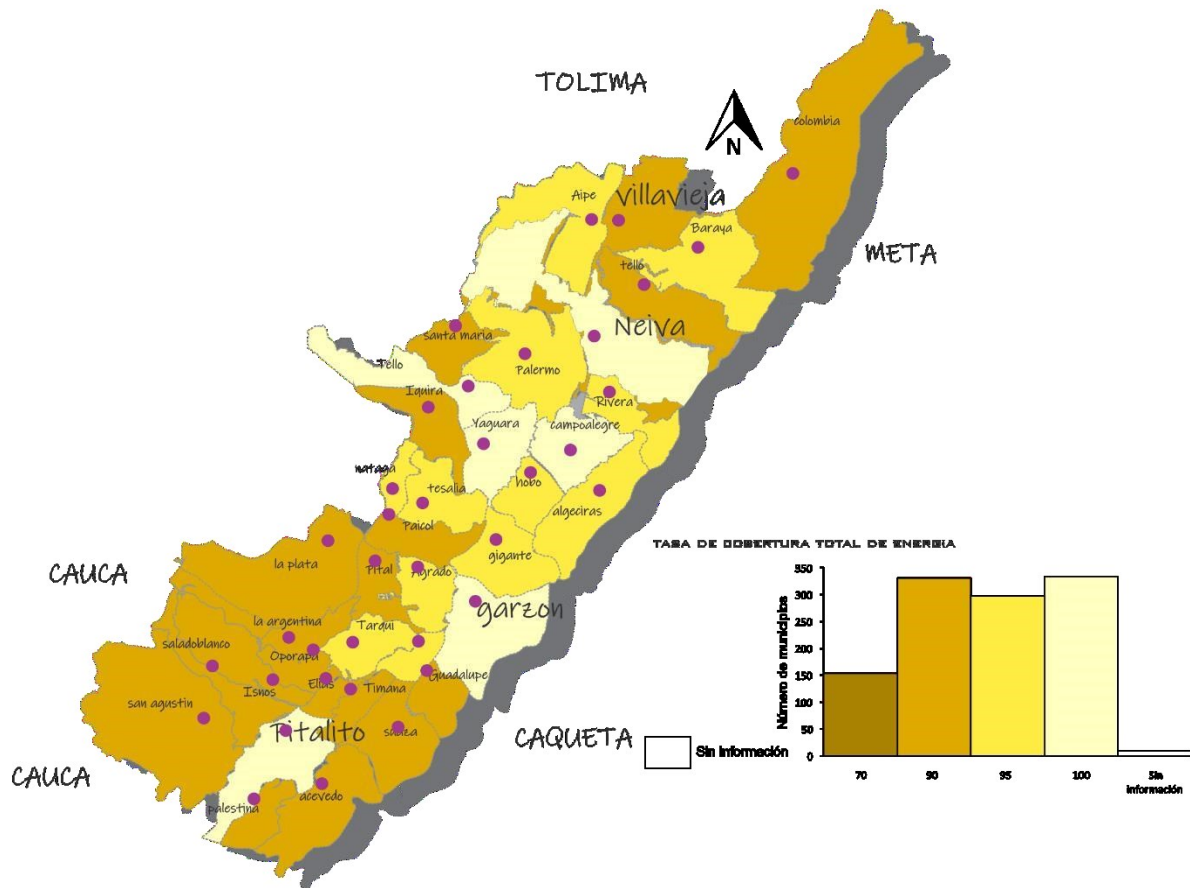 TOLIMA
N
colombia
Aipe
Villavieja
Baraya
META
tello
Neiva
santa maria
Palermo
Tello
Iquira
Rivera
Yaguara
campoalegre
nataga
tesalia
hobo
algeciras
Paicol
gigante
TASA DE COBERTURA TOTAL DE ENERGIA
CAUCA
la plata
Pital
Agrado
garzon
la argentina
Tarqui
saladoblanco
Oporapa
Elias
Guadalupe
Isnos
Timana
san agustin
Pitalito
CAQUETA
CAUCA
palestina
acevedo
Sin información
Número de municipios
350
300
250
200
150
100
50
0
70
90
95
100
Sin
información